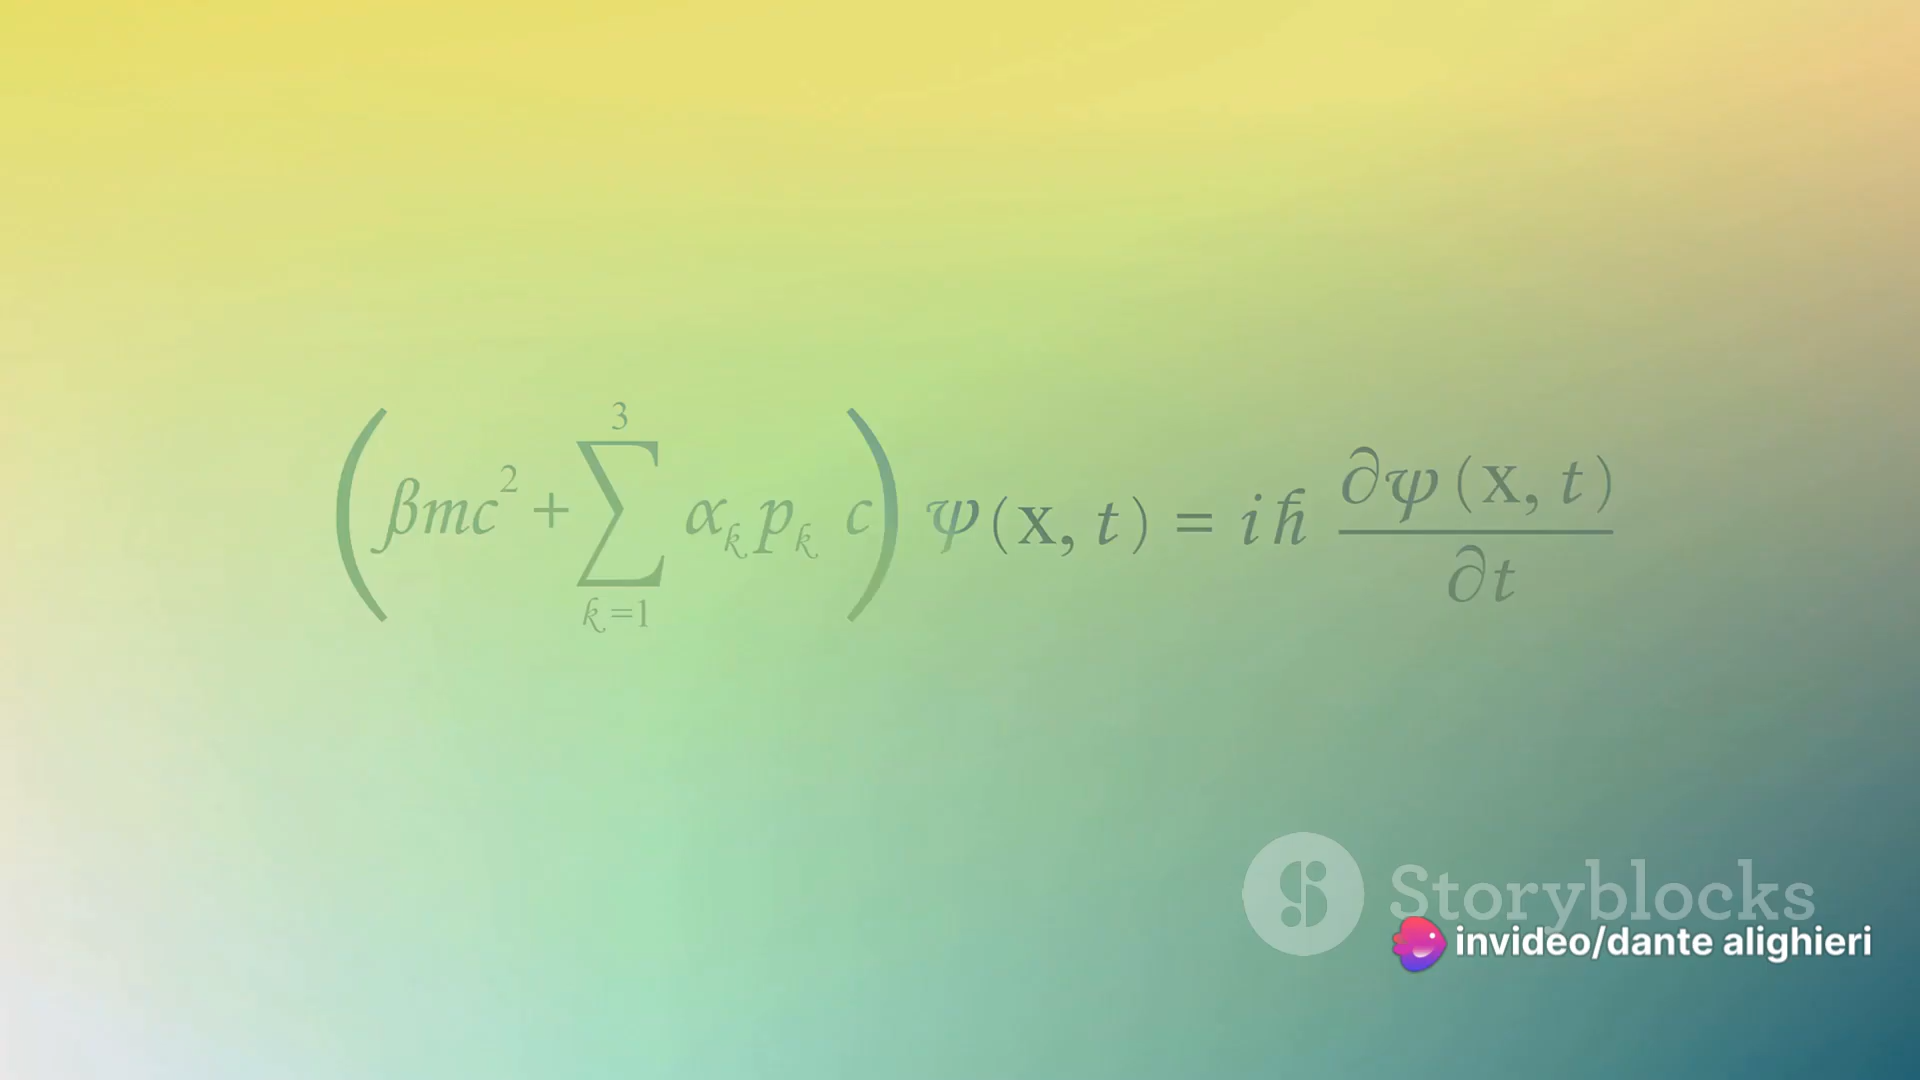 (βmc² + ∑_{k=1}^{3} α_k p_k c) ψ(x, t) = iℏ ∂ψ(x, t)/∂t
Storyblocks
invideo/dante alighieri